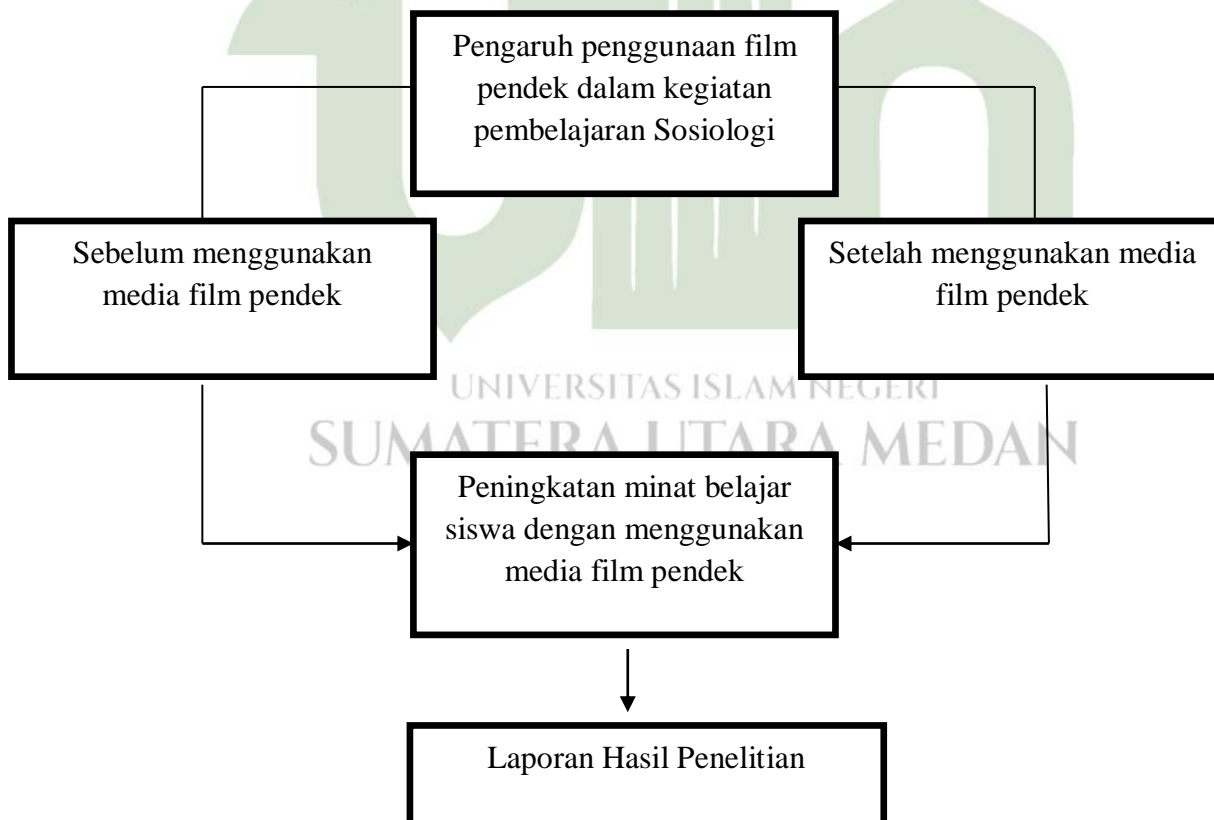 Pengaruh penggunaan film
pendek dalam kegiatan
pembelajaran Sosiologi
Sebelum menggunakan
media film pendek
Setelah menggunakan media
film pendek
UNIVERSITAS ISLAM NEGERI
SUMATERA UTARA MEDAN
Peningkatan minat belajar
siswa dengan menggunakan
media film pendek
Laporan Hasil Penelitian